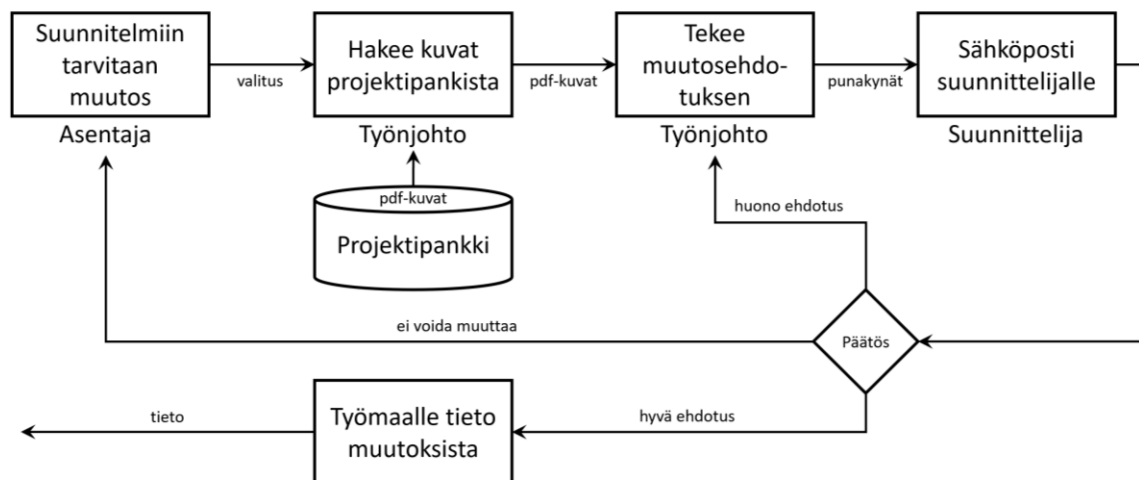 Suunnitelmiin
tarvitaan
muutos
Asentaja
valitus
Hakee kuvat
projektipankista
Työnjohto
pdf-kuvat
Tekee
muutosehdo-
tuksen
Työnjohto
punakynät
Sähköposti
suunnittelijalle
Suunnittelija
pdf-kuvat
Projektipankki
huono ehdotus
ei voida muuttaa
Päätös
hyvä ehdotus
Työmaalle tieto
muutoksista
tieto